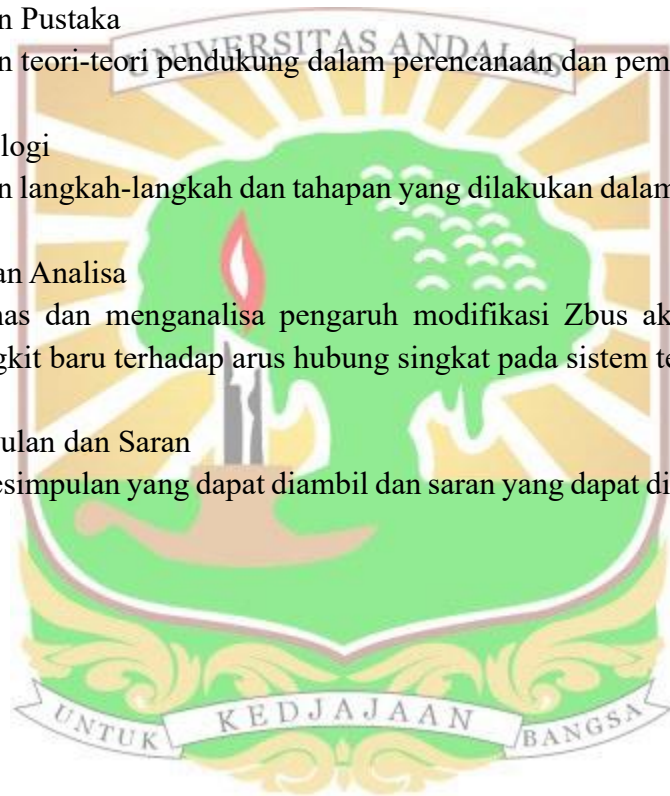 n Pustaka
UNIVERSITAS ANDALAS
n teori-teori pendukung dalam perencanaan dan pem
logi
n langkah-langkah dan tahapan yang dilakukan dalam
an Analisa
nas dan menganalisa pengaruh modifikasi Zbus ak
gkit baru terhadap arus hubung singkat pada sistem te
ulan dan Saran
esimpulan yang dapat diambil dan saran yang dapat di
UNTUK KEDJAJAAN BANGSA